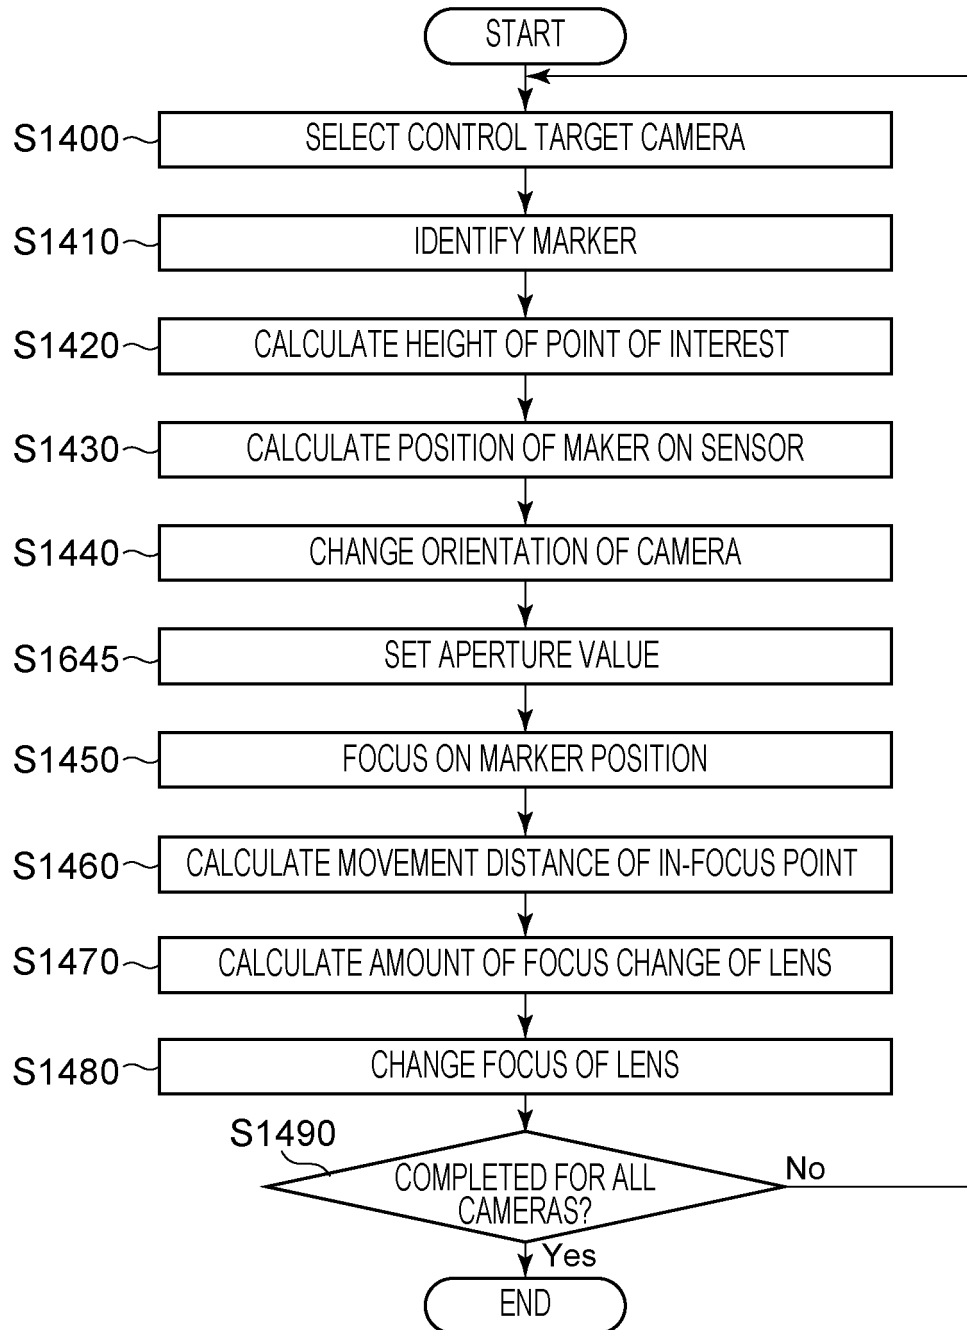 START
S1400
SELECT CONTROL TARGET CAMERA
S1410
IDENTIFY MARKER
S1420
CALCULATE HEIGHT OF POINT OF INTEREST
S1430
CALCULATE POSITION OF MAKER ON SENSOR
S1440
CHANGE ORIENTATION OF CAMERA
S1645
SET APERTURE VALUE
S1450
FOCUS ON MARKER POSITION
S1460
CALCULATE MOVEMENT DISTANCE OF IN-FOCUS POINT
S1470
CALCULATE AMOUNT OF FOCUS CHANGE OF LENS
S1480
CHANGE FOCUS OF LENS
S1490
COMPLETED FOR ALL
CAMERAS?
No
Yes
END